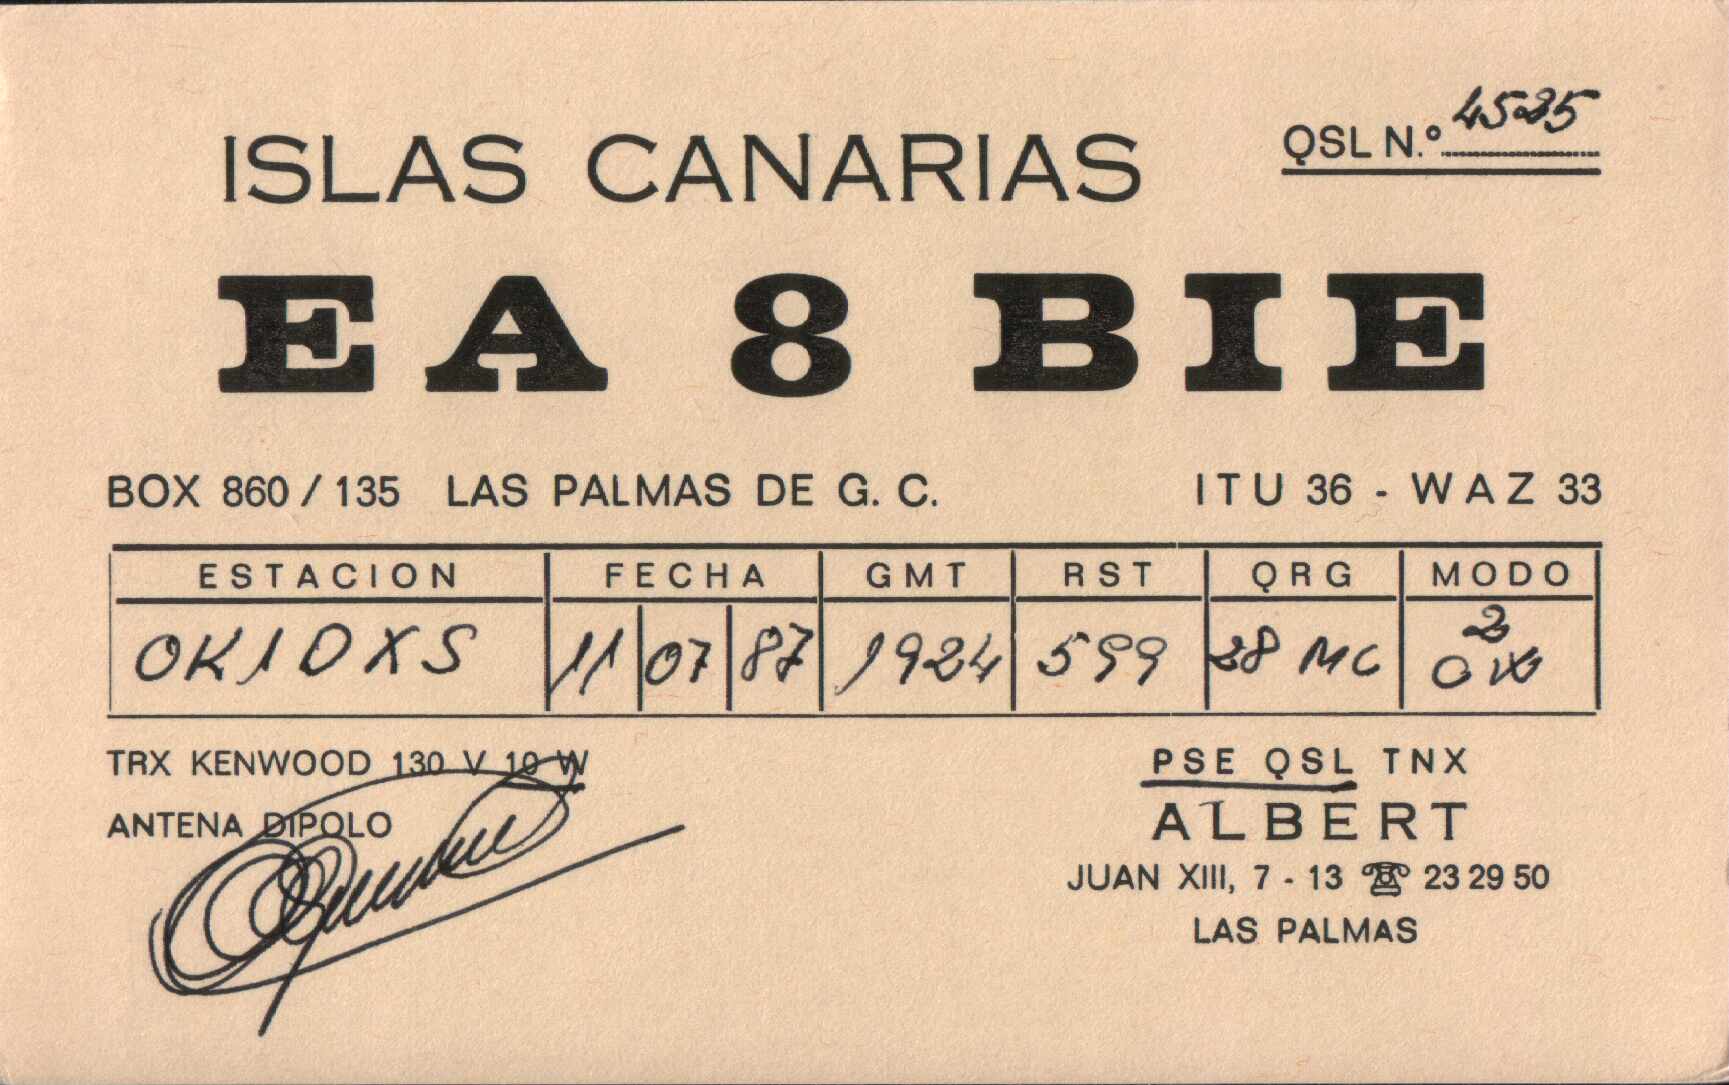 QSL N.º 4525
ISLAS CANARIAS
EA 8 BIE
BOX 860 / 135 LAS PALMAS DE G. C. ITU 36 - WAZ 33
ESTACION FECHA GMT RST QRG MODO
OK1DXS 11 07 87 1924 599 28 MC 2 CW
TRX KENWOOD 130 V 10 W
ANTENA DIPOLO
PSE QSL TNX
ALBERT
JUAN XIII, 7 - 13 ☎ 23 29 50
LAS PALMAS